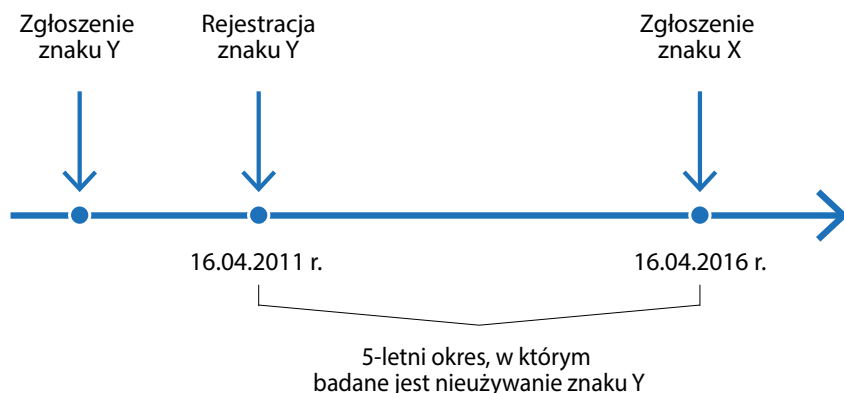 Zgłoszenie
znaku Y
Rejestracja
znaku Y
Zgłoszenie
znaku X
16.04.2011 r.
16.04.2016 r.
5-letni okres, w którym
badane jest nieużywanie znaku Y